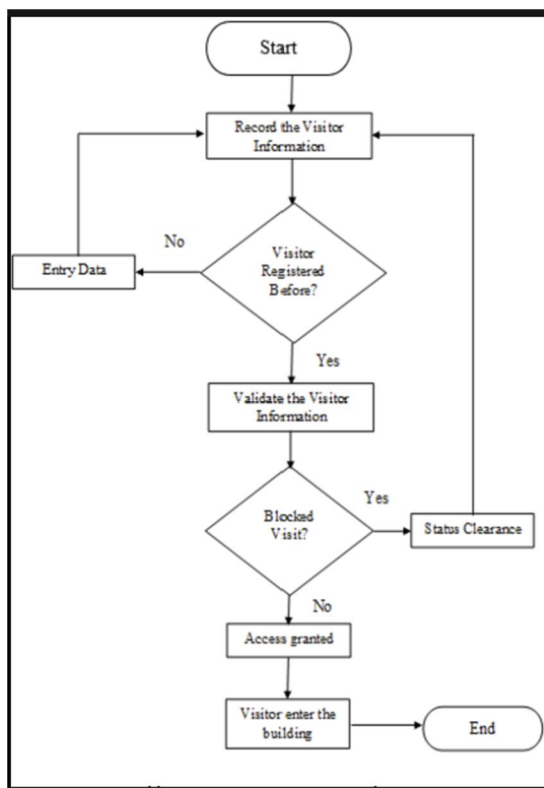 Start
Record the Visitor
Information
No
Visitor
Registered
Before?
Entry Data
Yes
Validate the Visitor
Information
Blocked
Visit?
Yes
Status Clearance
No
Access granted
Visitor enter the
building
End